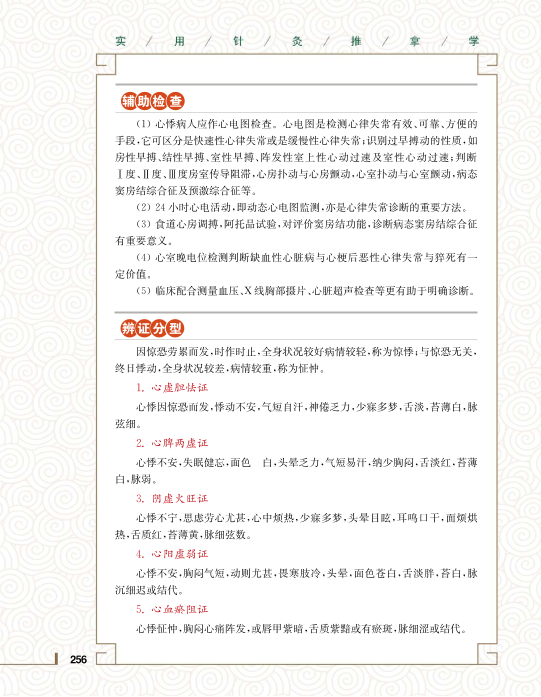 实 / 用 / 针 / 灸 / 推 / 拿 / 学
辅助检查
（1）心悸病人应作心电图检查。心电图是检测心律失常有效、可靠、方便的
手段，它可区分是快速性心律失常或是缓慢性心律失常；识别过早搏动的性质，如
房性早搏、结性早搏、室性早搏、阵发性室上性心动过速及室性心动过速；判断
Ⅰ度、Ⅱ度、Ⅲ度房室传导阻滞，心房扑动与心房颤动，心室扑动与心室颤动，病态
窦房结综合征及预激综合征等。
（2）24 小时心电活动，即动态心电图监测，亦是心律失常诊断的重要方法。
（3）食道心房调搏，阿托品试验，对评价窦房结功能，诊断病态窦房结综合征
有重要意义。
（4）心室晚电位检测判断缺血性心脏病与心梗后恶性心律失常与猝死有一
定价值。
（5）临床配合测量血压、X 线胸部摄片、心脏超声检查等更有助于明确诊断。
辨证分型
因惊恐劳累而发，时作时止，全身状况较好病情较轻，称为惊悸；与惊恐无关，
终日悸动，全身状况较差，病情较重，称为怔忡。
1. 心虚胆怯证
心悸因惊恐而发，悸动不安，气短自汗，神倦乏力，少寐多梦，舌淡，苔薄白，脉
弦细。
2. 心脾两虚证
心悸不安，失眠健忘，面色　白，头晕乏力，气短易汗，纳少胸闷，舌淡红，苔薄
白，脉弱。
3. 阴虚火旺证
心悸不宁，思虑劳心尤甚，心中烦热，少寐多梦，头晕目眩，耳鸣口干，面颊烘
热，舌质红，苔薄黄，脉细弦数。
4. 心阳虚弱证
心悸不安，胸闷气短，动则尤甚，畏寒肢冷，头晕，面色苍白，舌淡胖，苔白，脉
沉细迟或结代。
5. 心血瘀阻证
心悸怔忡，胸闷心痛阵发，或唇甲紫暗，舌质紫黯或有瘀斑，脉细涩或结代。
256